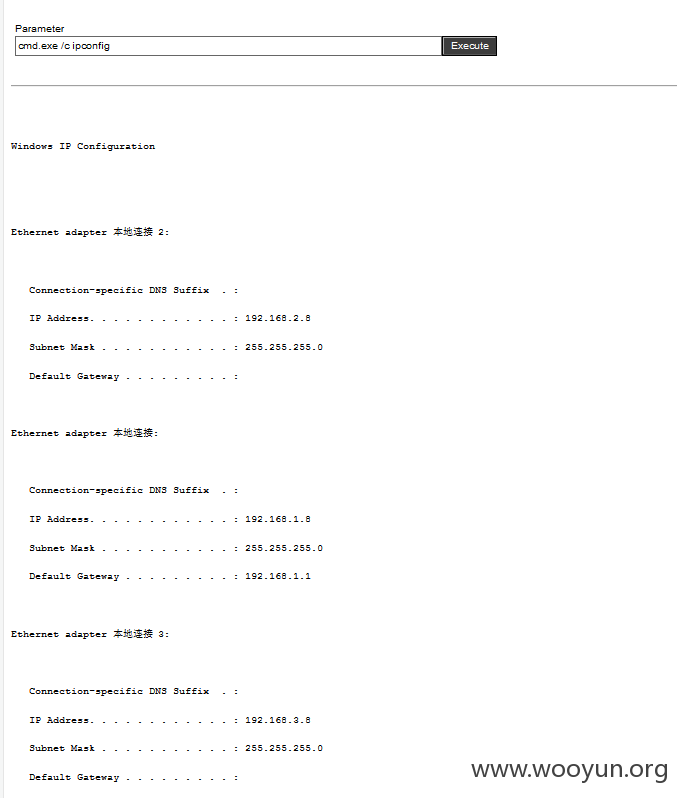 Parameter
cmd.exe /c ipconfig Execute
Windows IP Configuration
Ethernet adapter 本地连接 2:
Connection-specific DNS Suffix . :
IP Address. . . . . . . . . . . . : 192.168.2.8
Subnet Mask . . . . . . . . . . . : 255.255.255.0
Default Gateway . . . . . . . . . :
Ethernet adapter 本地连接:
Connection-specific DNS Suffix . :
IP Address. . . . . . . . . . . . : 192.168.1.8
Subnet Mask . . . . . . . . . . . : 255.255.255.0
Default Gateway . . . . . . . . . : 192.168.1.1
Ethernet adapter 本地连接 3:
Connection-specific DNS Suffix . :
IP Address. . . . . . . . . . . . : 192.168.3.8
Subnet Mask . . . . . . . . . . . : 255.255.255.0
Default Gateway . . . . . . . . . :
www.wooyun.org